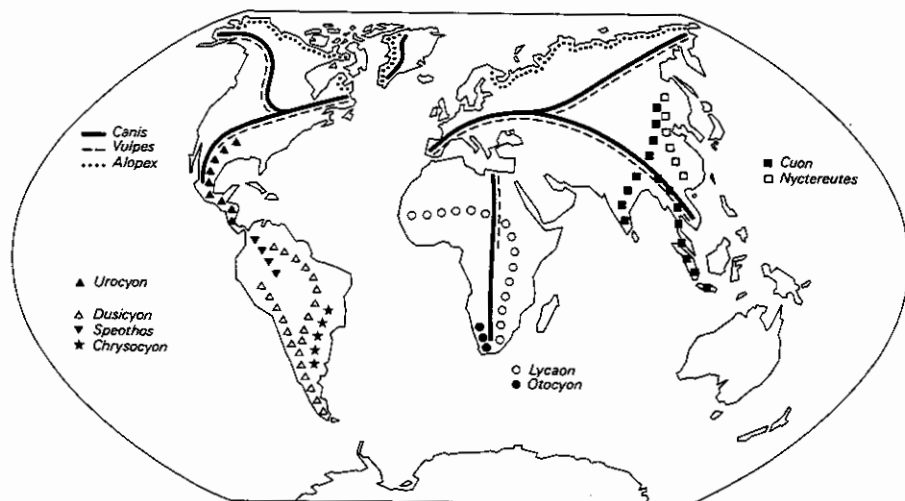 Canis
Vulpes
Alopex
Cuon
Nyctereutes
Urocyon
Dusicyon
Speothos
Chrysocyon
Lycaon
Otocyon